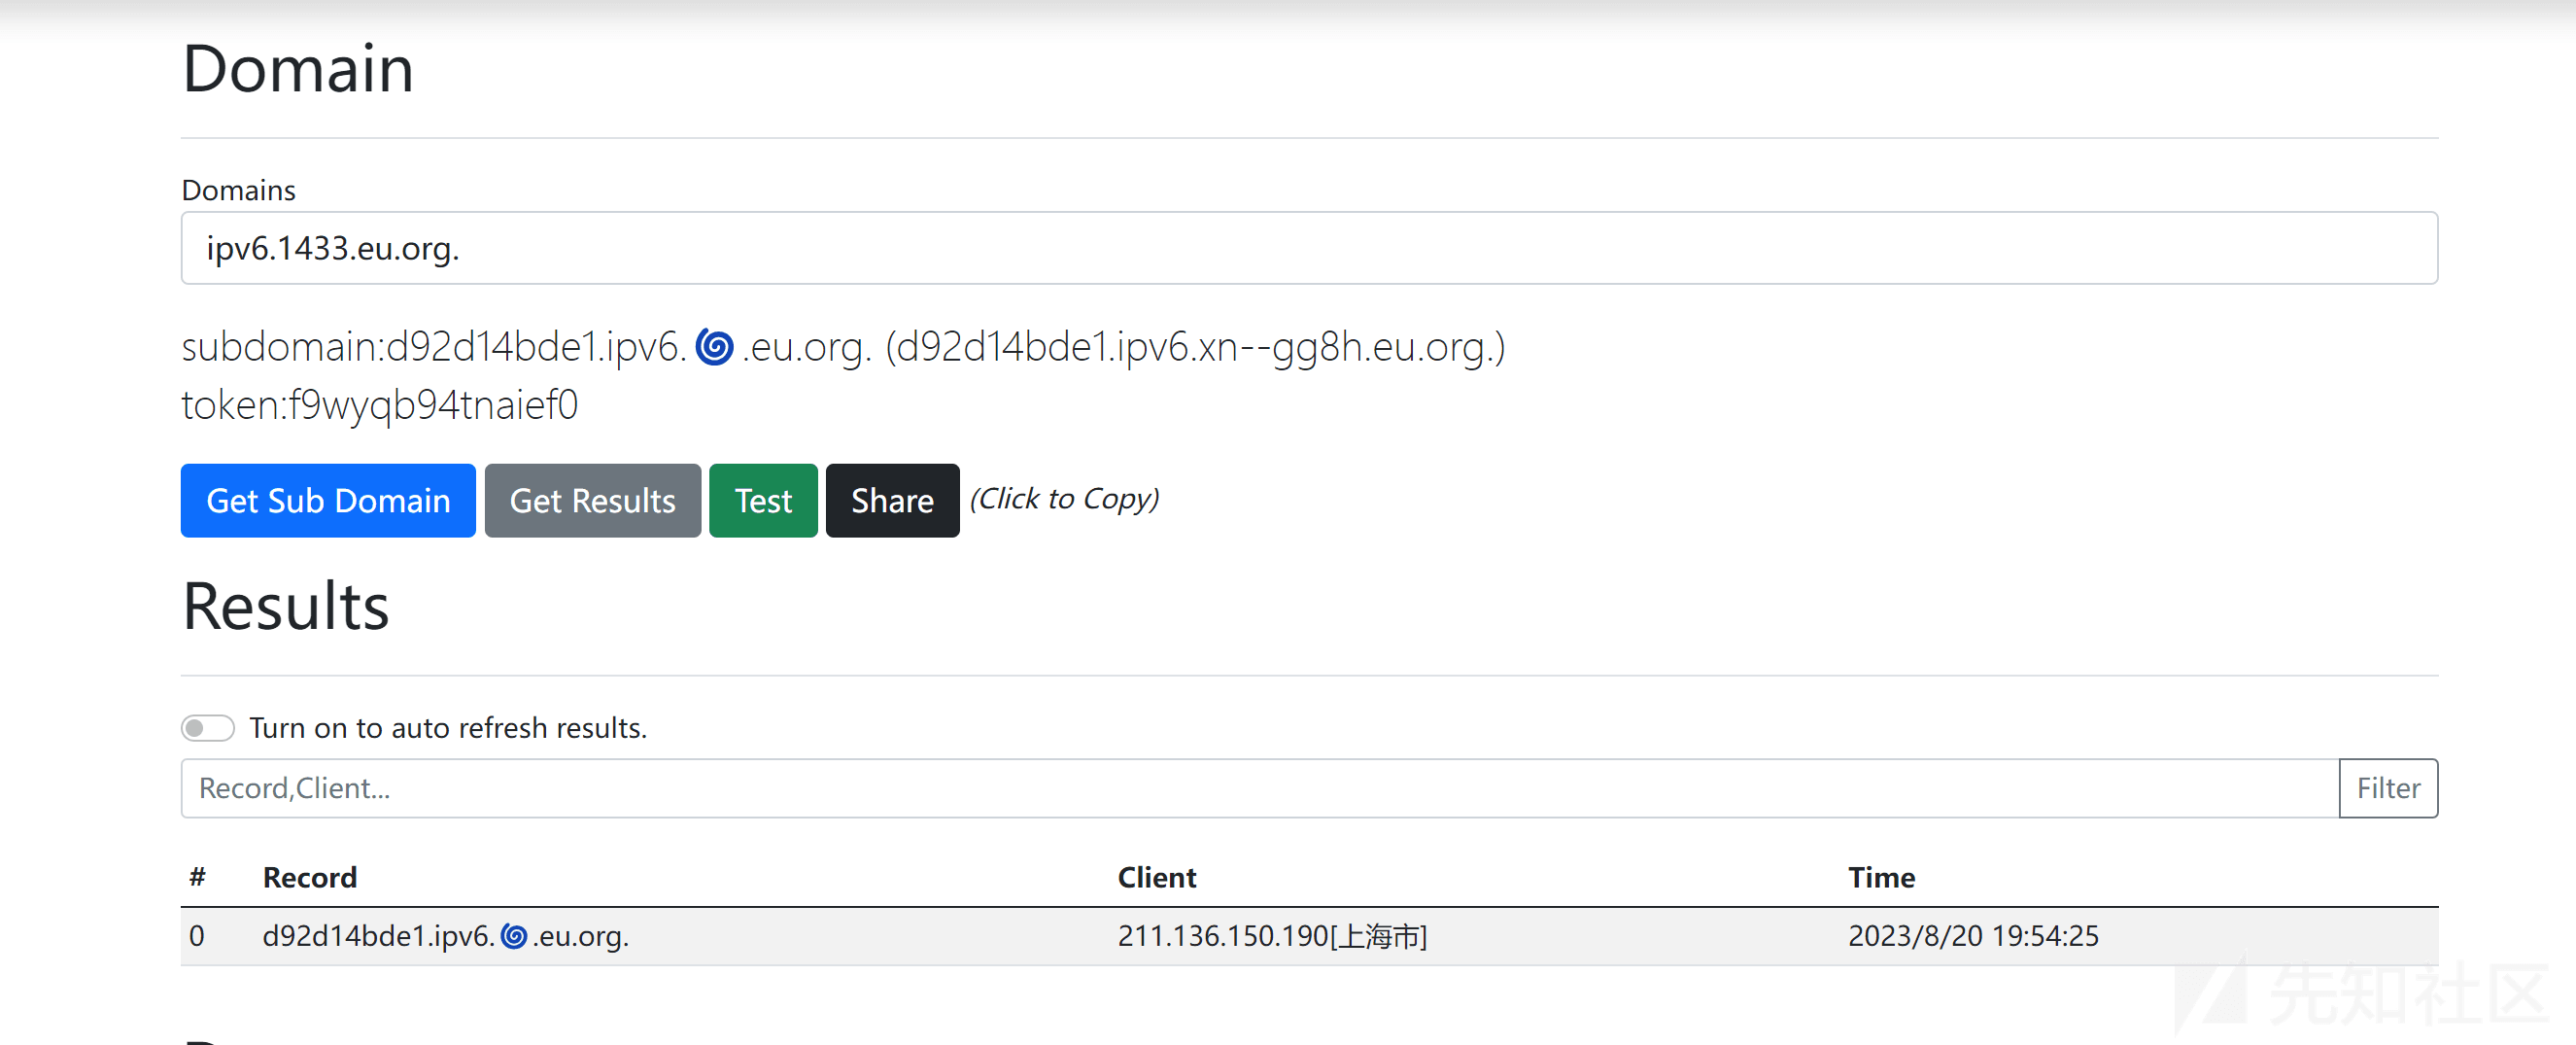 Domain
Domains
ipv6.1433.eu.org.
subdomain:d92d14bde1.ipv6.🌀.eu.org. (d92d14bde1.ipv6.xn--gg8h.eu.org.)
token:f9wyqb94tnaief0
Get Sub Domain Get Results Test Share (Click to Copy)
Results
Turn on to auto refresh results.
Record,Client... Filter
# Record Client Time
0 d92d14bde1.ipv6.🌀.eu.org. 211.136.150.190[上海市] 2023/8/20 19:54:25
先知社区